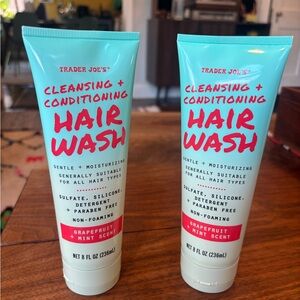 TRADER JOE'S
CLEANSING +
CONDITIONING
HAIR
WASH
GENTLE + MOISTURIZING
GENERALLY SUITABLE
FOR ALL HAIR TYPES
SULFATE, SILICONE,
DETERGENT
+ PARABEN FREE
NON-FOAMING
GRAPEFRUIT
+ MINT SCENT
NET 8 FL OZ (236mL)
TRADER JOE'S
CLEANSING +
CONDITIONING
HAIR
WASH
GENTLE + MOISTURIZING
GENERALLY SUITABLE
FOR ALL HAIR TYPES
SULFATE, SILICONE,
DETERGENT
+ PARABEN FREE
NON-FOAMING
GRAPEFRUIT
+ MINT SCENT
NET 8 FL OZ (236mL)